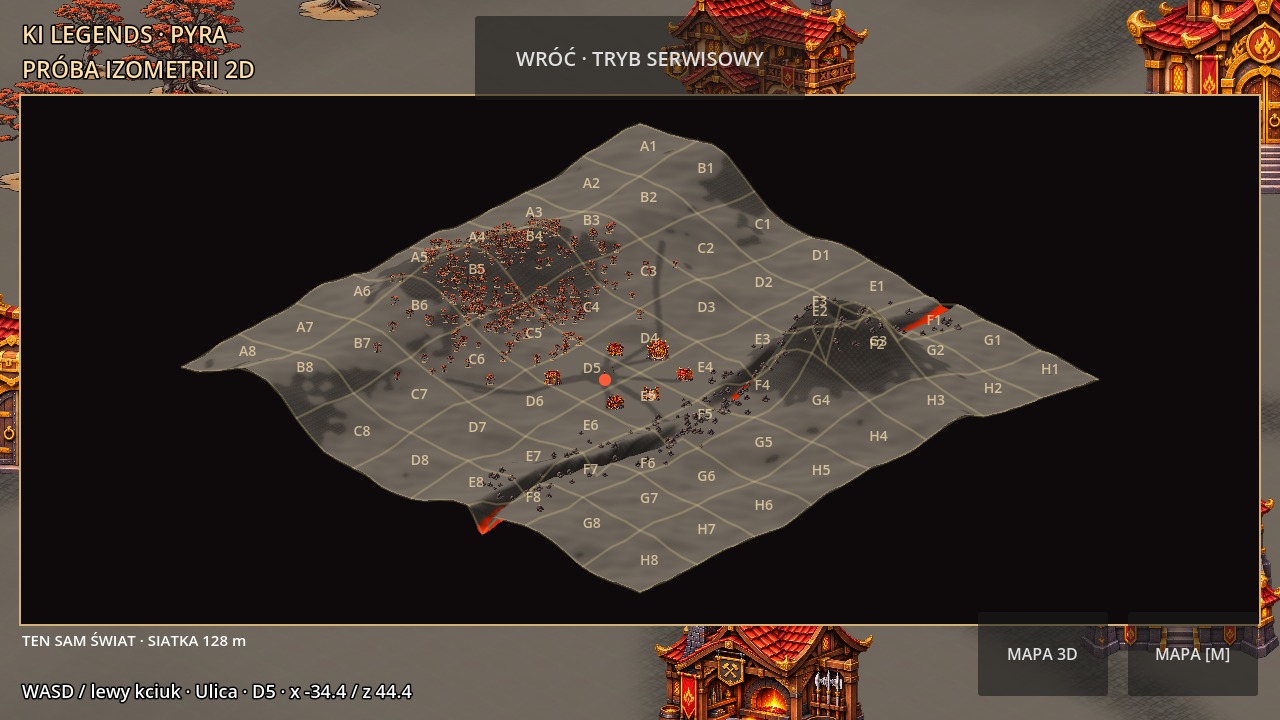 KI LEGENDS · PYRA
PRÓBA IZOMETRII 2D
WRÓĆ · TRYB SERWISOWY
A1
B1
A2
B2
A3
B3
C1
A4
B4
C2
D1
A5
B5
C3
D2
E1
A6
B6
C4
D3
E3
E2
F1
A7
B7
C5
D4
E3
F2
G2
G1
A8
B8
C6
D5
E4
F4
H1
C7
D6
F5
G4
H3
H2
C8
D7
E6
G5
H4
D8
E7
F7
F6
G6
H5
E8
F8
G7
H6
G8
H7
H8
TEN SAM ŚWIAT · SIATKA 128 m
MAPA 3D
MAPA [M]
WASD / lewy kciuk · Ulica · D5 · x -34.4 / z 44.4